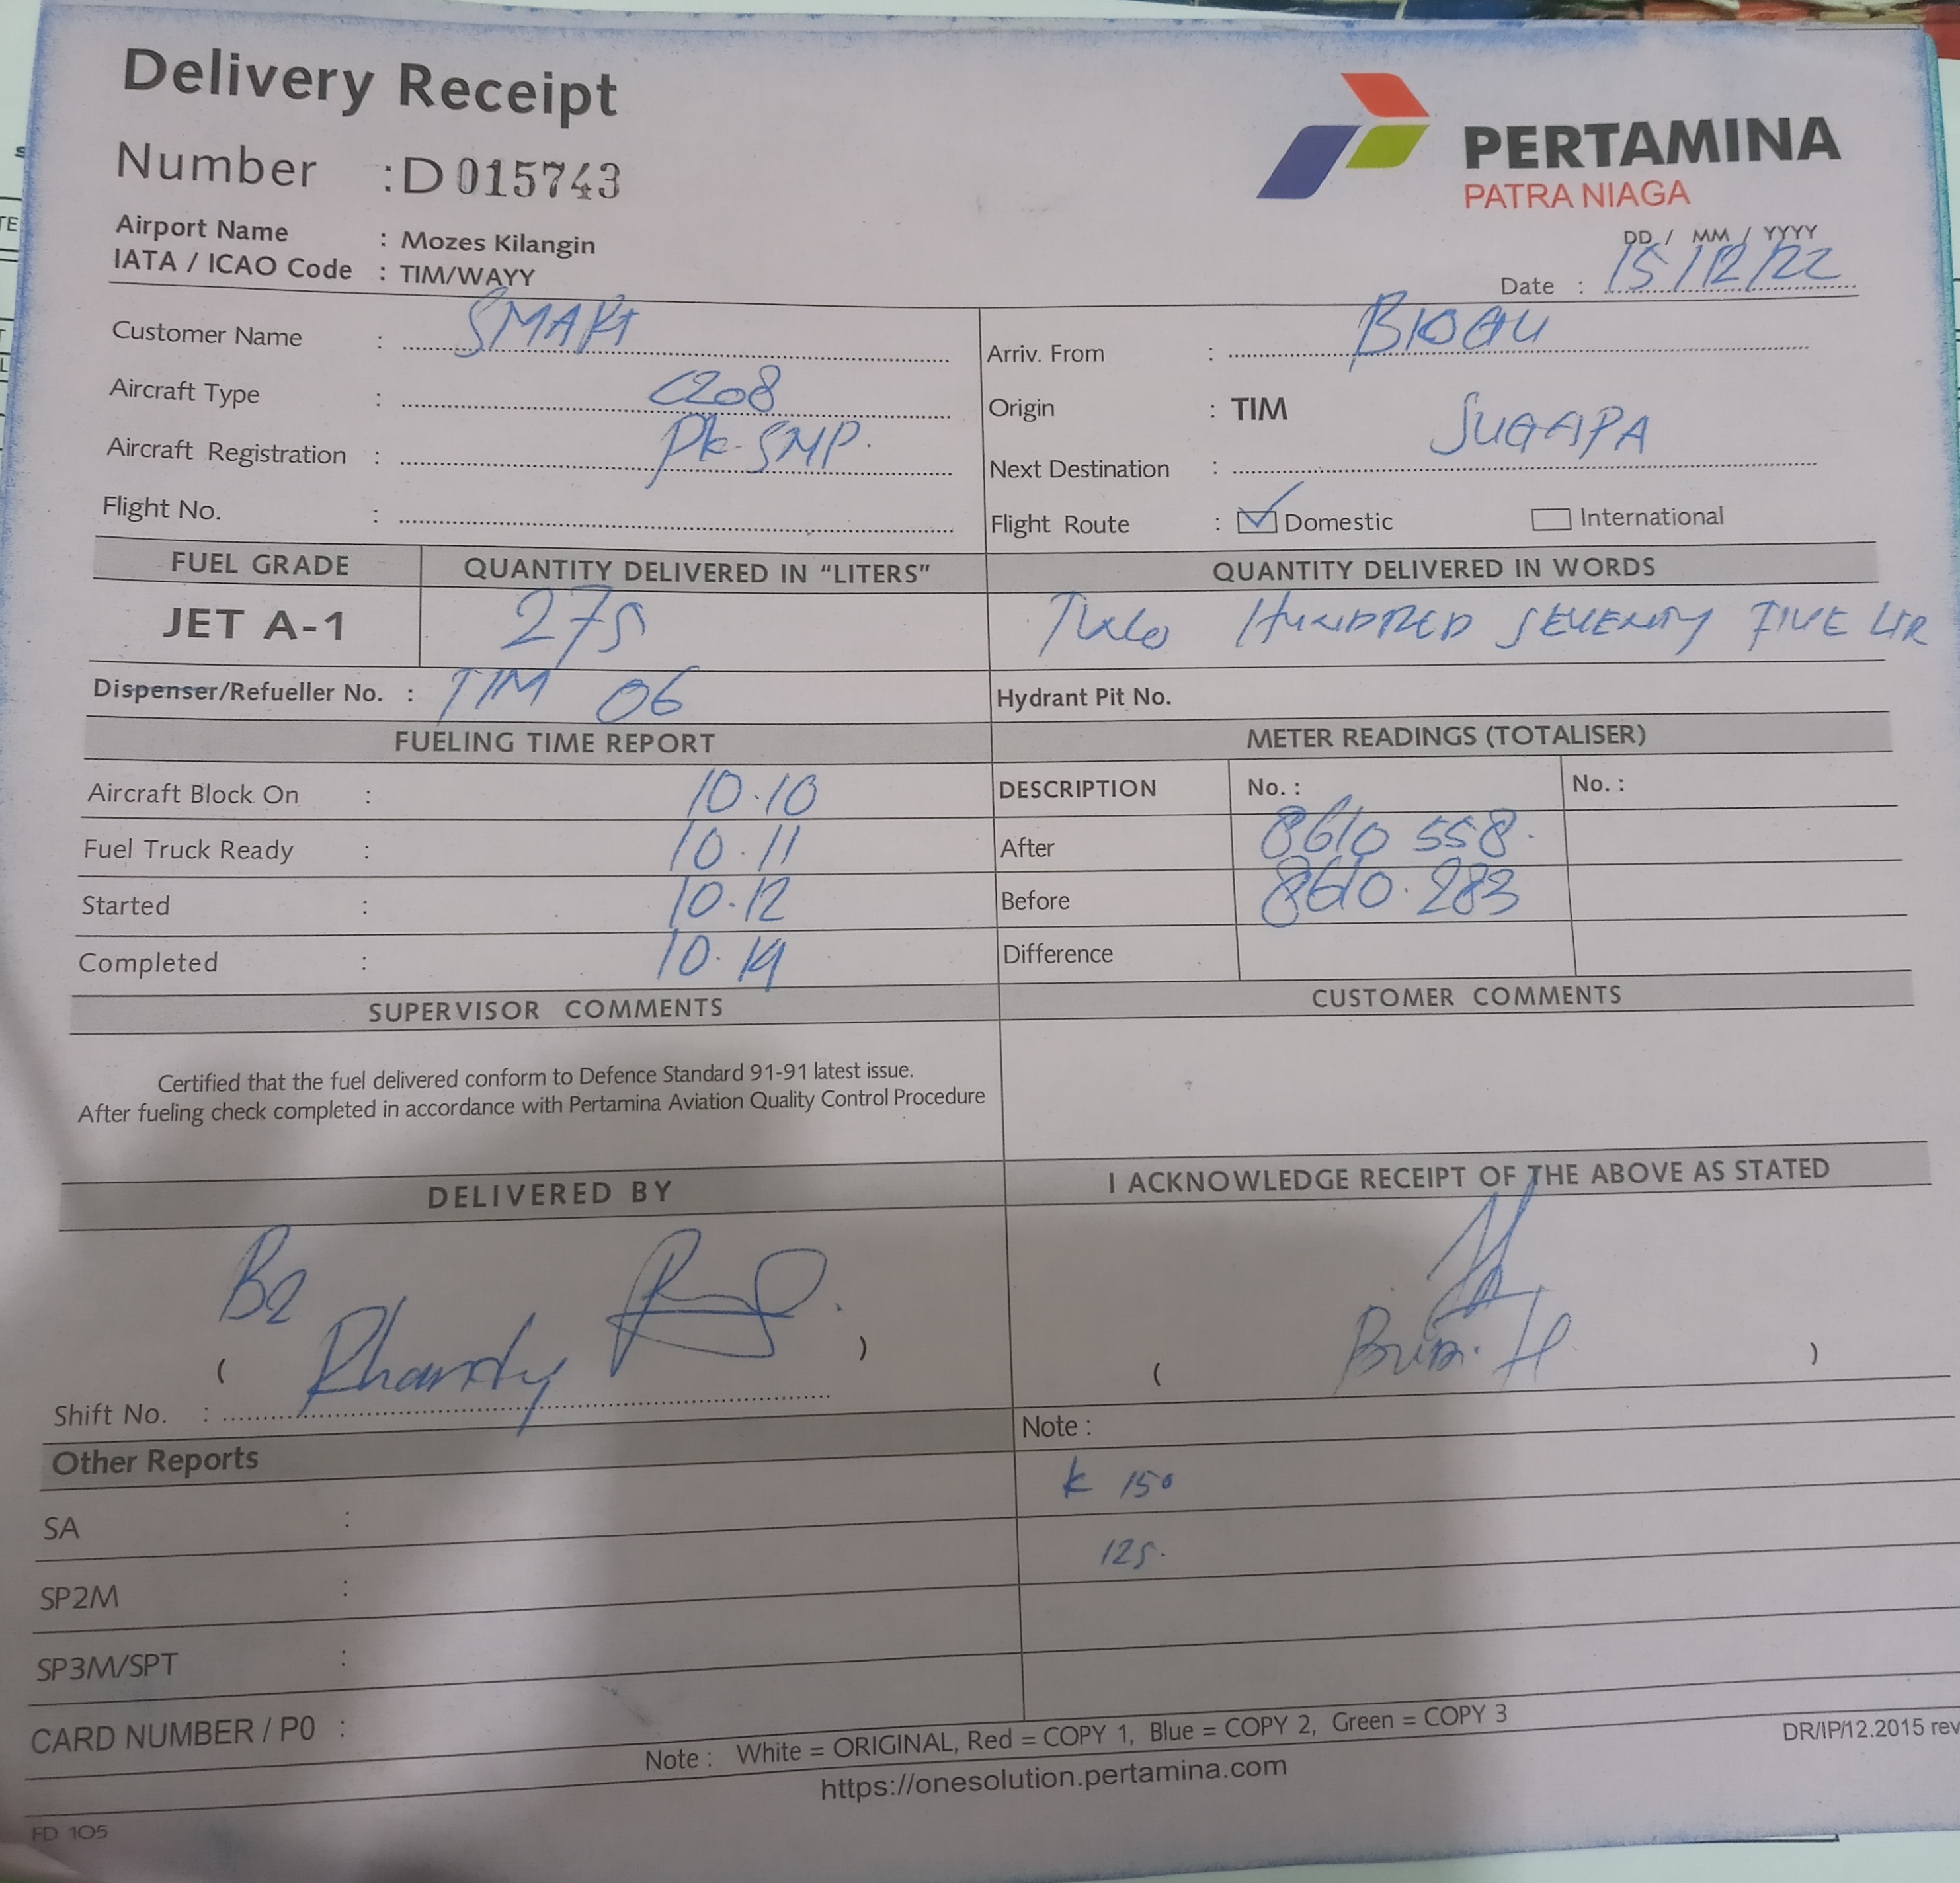 Delivery Receipt
Number : D 015743
PERTAMINA
PATRA NIAGA
Airport Name : Mozes Kilangin
IATA / ICAO Code : TIM/WAYY
DD / MM / YYYY
Date : 15/12/22
Customer Name : SMART
Aircraft Type : C208
Aircraft Registration : PK-SMP.
Flight No. :
Arriv. From :
Origin : TIM
Next Destination : SUGAPA
Flight Route : Domestic International
FUEL GRADE QUANTITY DELIVERED IN “LITERS” QUANTITY DELIVERED IN WORDS
JET A-1 275 TWO HUNDRED SEVENTY FIVE LTR
Dispenser/Refueller No. : TIM 06 Hydrant Pit No.
FUELING TIME REPORT METER READINGS (TOTALISER)
Aircraft Block On : 10.10 DESCRIPTION No. : No. :
Fuel Truck Ready : 10.11 After 8610 558.
Started : 10.12 Before 8610.283
Completed : 10.14 Difference
SUPERVISOR COMMENTS CUSTOMER COMMENTS
Certified that the fuel delivered conform to Defence Standard 91-91 latest issue.
After fueling check completed in accordance with Pertamina Aviation Quality Control Procedure
DELIVERED BY I ACKNOWLEDGE RECEIPT OF THE ABOVE AS STATED
B2
( Rhandy ) ( )
Shift No. :
Other Reports Note :
SA : K 150
SP2M : 125.
SP3M/SPT :
CARD NUMBER / P0 :
Note : White = ORIGINAL, Red = COPY 1, Blue = COPY 2, Green = COPY 3
DR/IP/12.2015 rev
https://onesolution.pertamina.com
FD 105